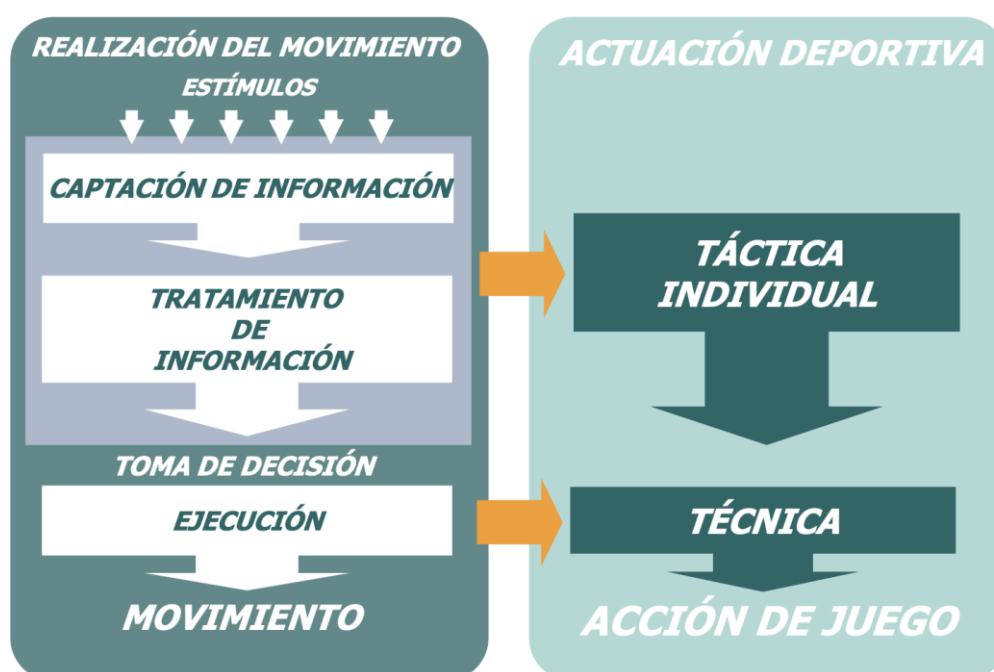 REALIZACIÓN DEL MOVIMIENTO
ESTÍMULOS
CAPTACIÓN DE INFORMACIÓN
TRATAMIENTO
DE
INFORMACIÓN
TOMA DE DECISIÓN
EJECUCIÓN
MOVIMIENTO
ACTUACIÓN DEPORTIVA
TÁCTICA
INDIVIDUAL
TÉCNICA
ACCIÓN DE JUEGO